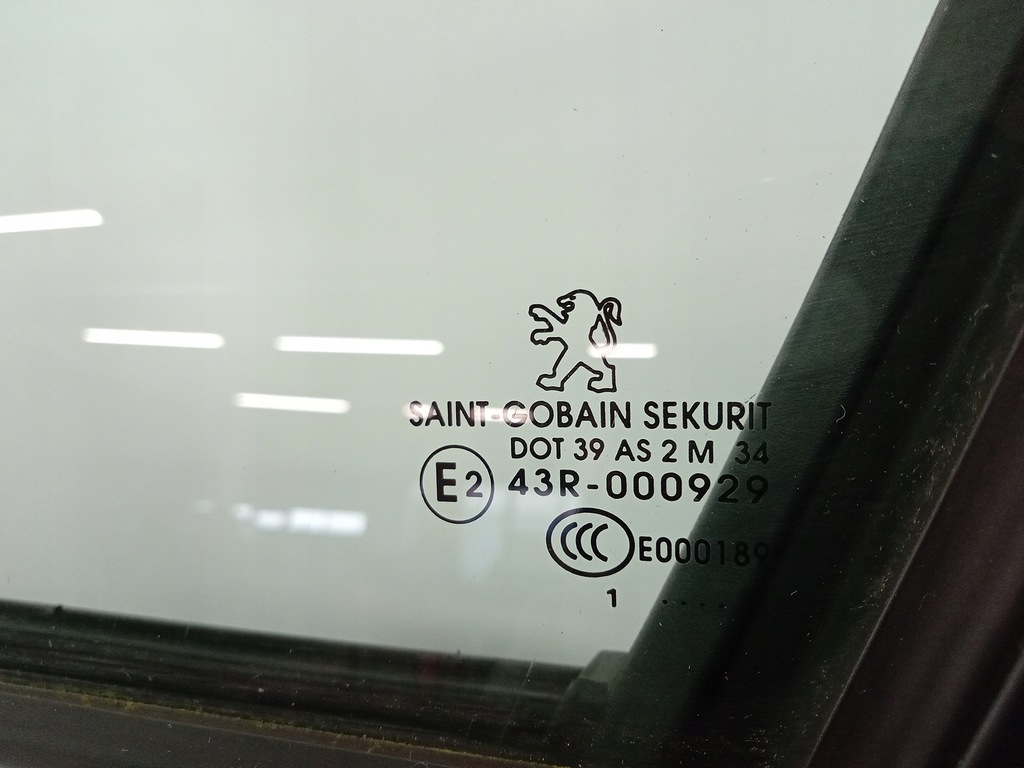 SAINT-GOBAIN SEKURIT
DOT 39 AS 2 M 34
E2 43R-000929
CCC E000189
1 ....